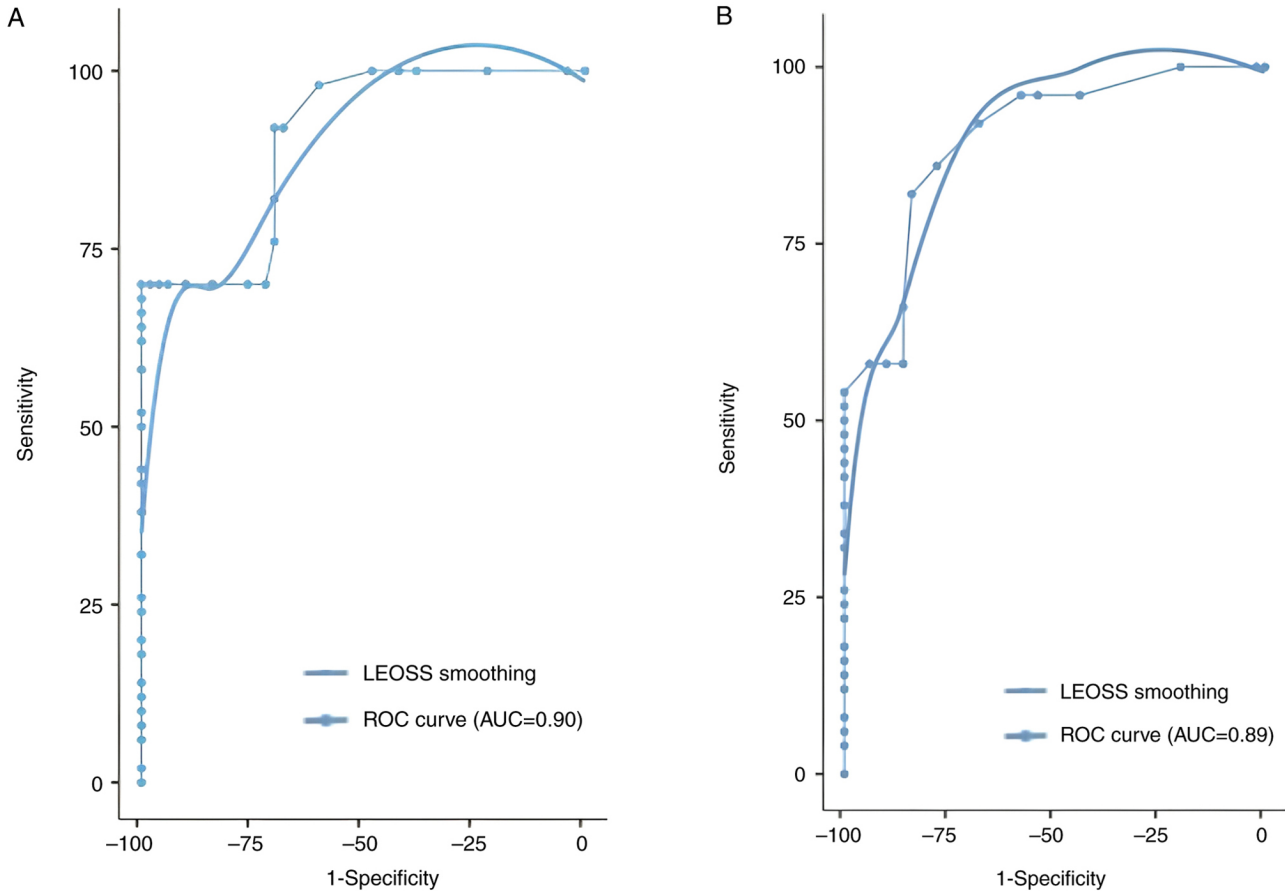 A
100
75
50
25
0
Sensitivity
–100
–75
–50
–25
0
1-Specificity
LEOSS smoothing
ROC curve (AUC=0.90)
B
100
75
50
25
0
Sensitivity
–100
–75
–50
–25
0
1-Specificity
LEOSS smoothing
ROC curve (AUC=0.89)